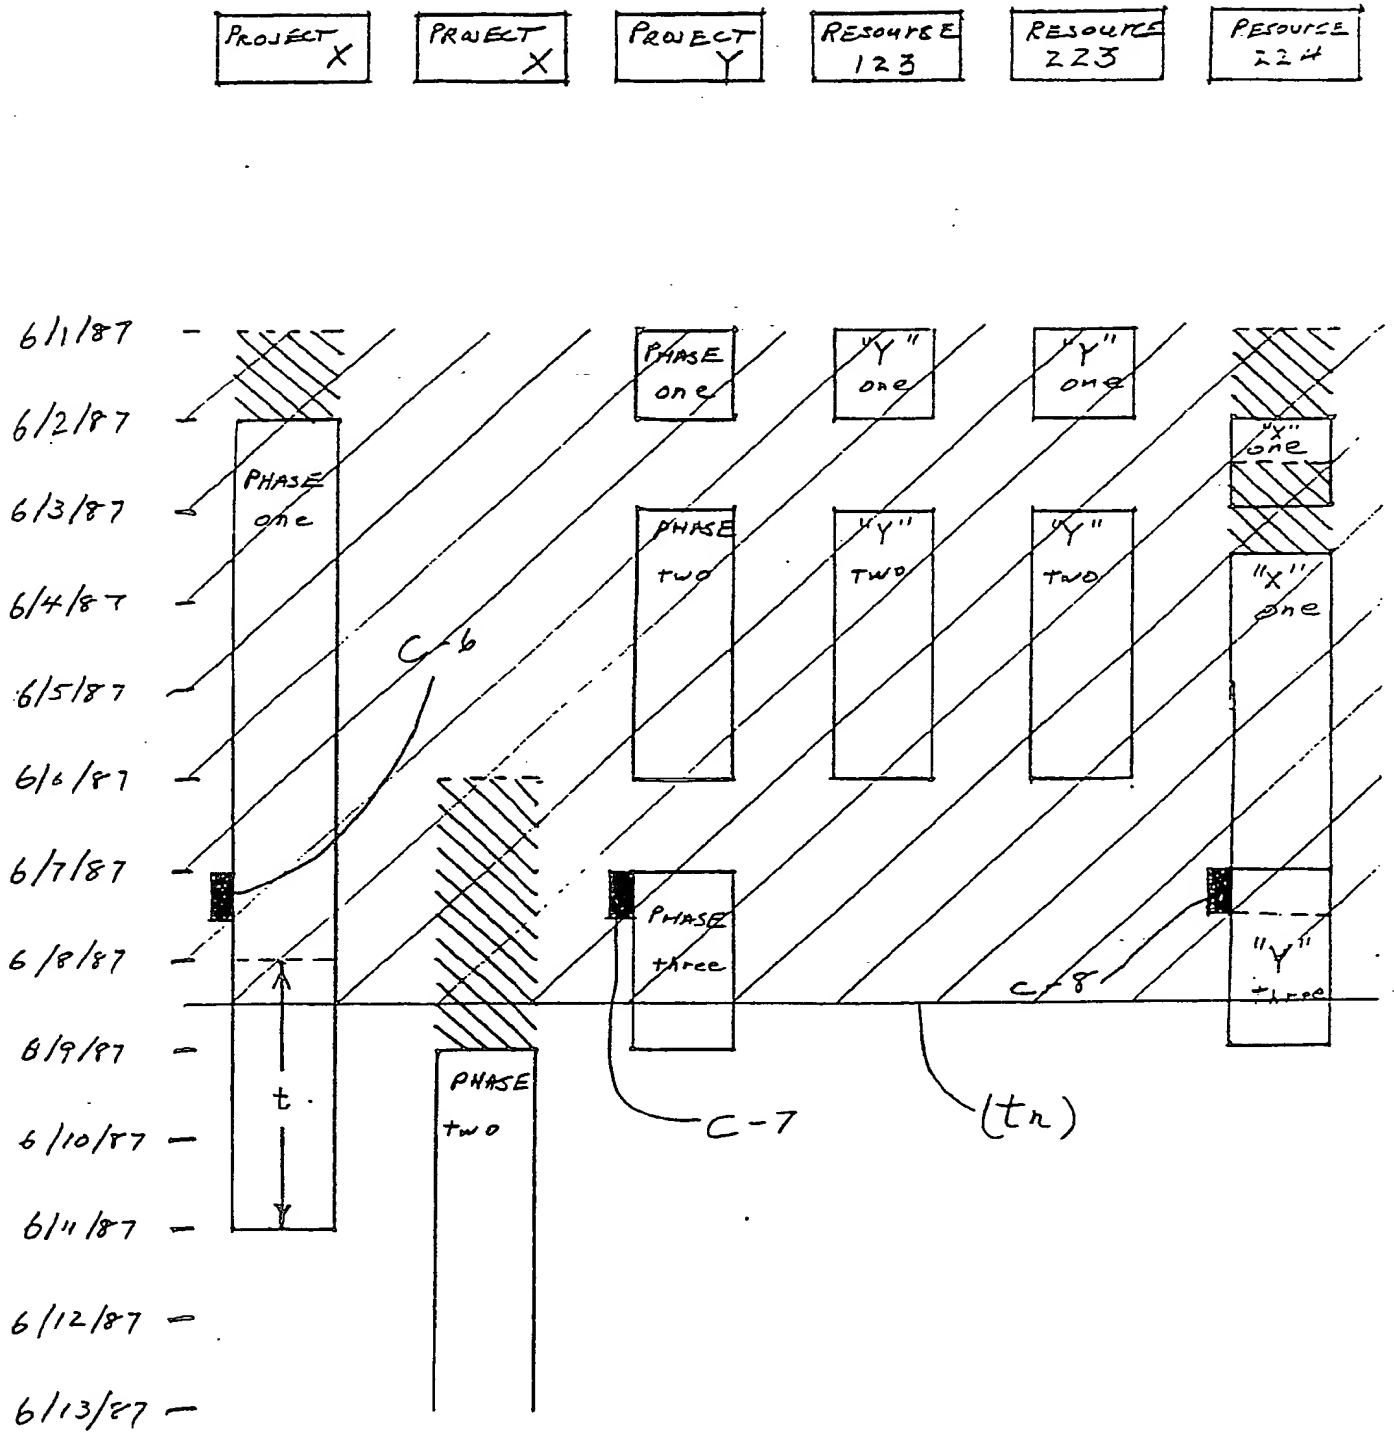 PROJECT
X
PROJECT
X
PROJECT
Y
RESOURSE
123
RESOURCE
223
RESOURSE
224
6/1/87
PHASE
one
"Y"
one
"Y"
one
6/2/87
"X"
one
PHASE
one
6/3/87
PHASE
two
"Y"
TWO
"Y"
two
"X"
one
6/4/87
C-6
6/5/87
6/6/87
6/7/87
PHASE
three
"Y"
three
6/8/87
C-8
8/9/87
PHASE
two
t
C-7
(tn)
6/10/87
6/11/87
6/12/87
6/13/87